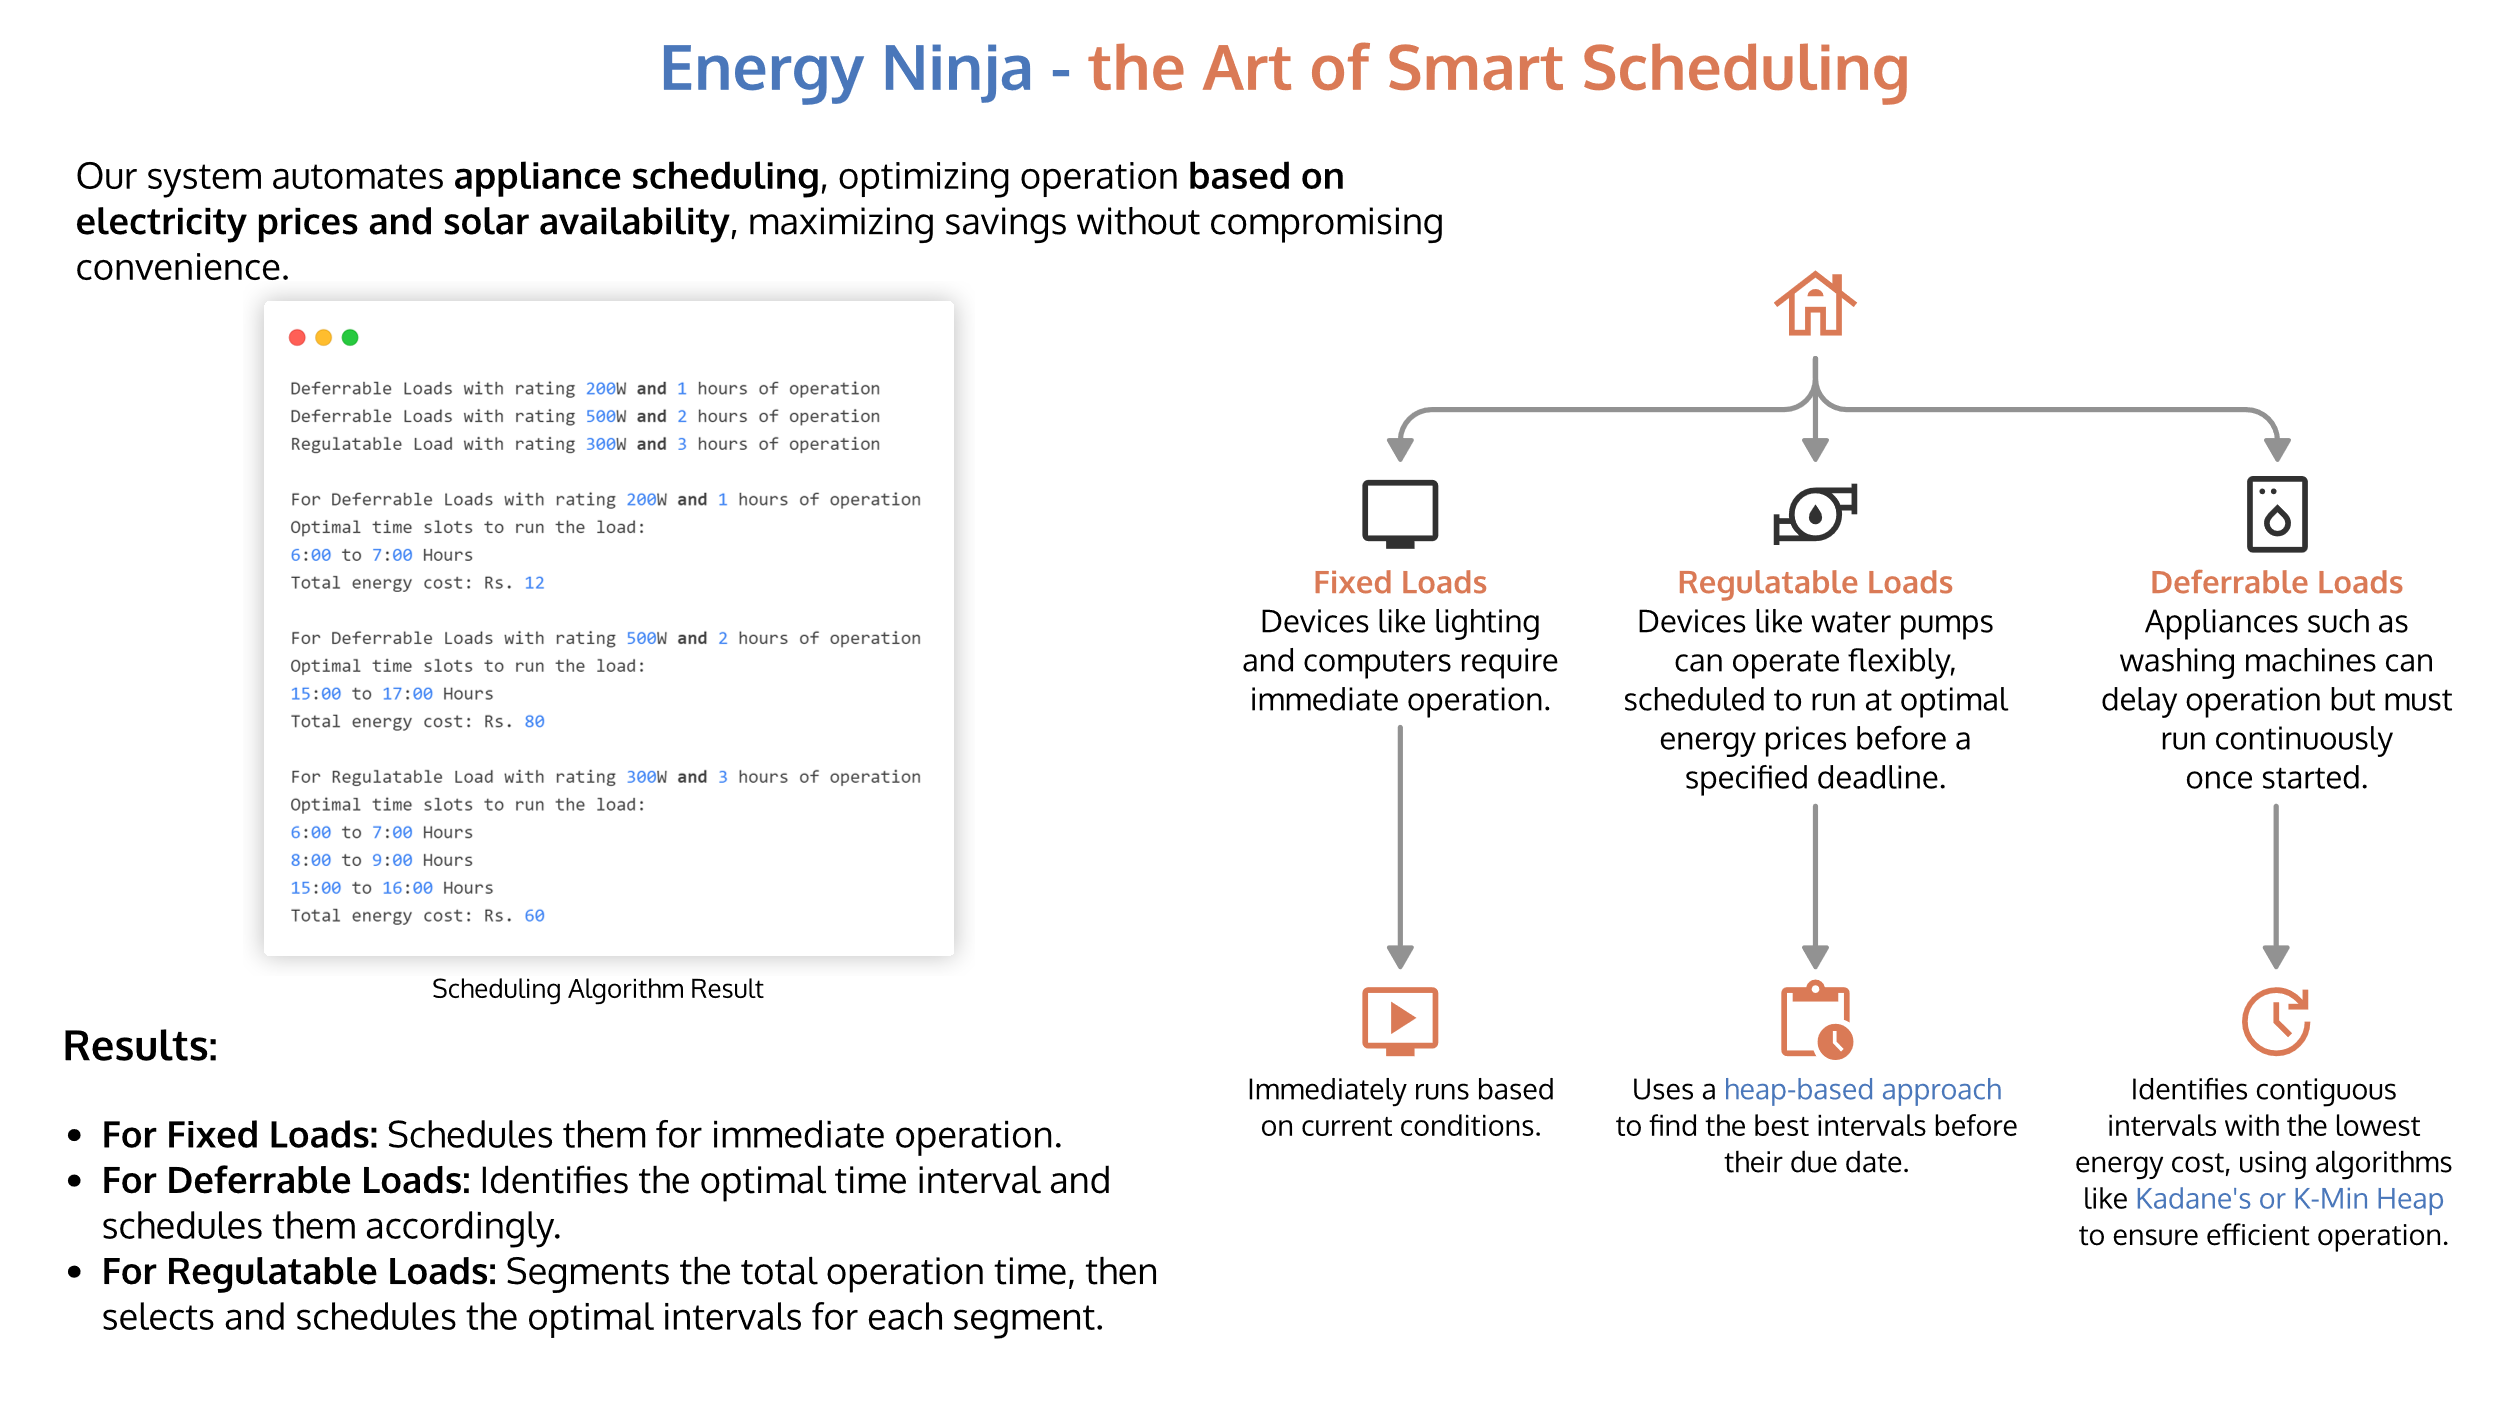 Energy Ninja - the Art of Smart Scheduling
Our system automates appliance scheduling, optimizing operation based on
electricity prices and solar availability, maximizing savings without compromising
convenience.
Deferrable Loads with rating 200W and 1 hours of operation
Deferrable Loads with rating 500W and 2 hours of operation
Regulatable Load with rating 300W and 3 hours of operation
For Deferrable Loads with rating 200W and 1 hours of operation
Optimal time slots to run the load:
6:00 to 7:00 Hours
Total energy cost: Rs. 12
For Deferrable Loads with rating 500W and 2 hours of operation
Optimal time slots to run the load:
15:00 to 17:00 Hours
Total energy cost: Rs. 80
For Regulatable Load with rating 300W and 3 hours of operation
Optimal time slots to run the load:
6:00 to 7:00 Hours
8:00 to 9:00 Hours
15:00 to 16:00 Hours
Total energy cost: Rs. 60
Scheduling Algorithm Result
Results:
• For Fixed Loads: Schedules them for immediate operation.
• For Deferrable Loads: Identifies the optimal time interval and
schedules them accordingly.
• For Regulatable Loads: Segments the total operation time, then
selects and schedules the optimal intervals for each segment.
Fixed Loads
Devices like lighting
and computers require
immediate operation.
Immediately runs based
on current conditions.
Regulatable Loads
Devices like water pumps
can operate flexibly,
scheduled to run at optimal
energy prices before a
specified deadline.
Uses a heap-based approach
to find the best intervals before
their due date.
Deferrable Loads
Appliances such as
washing machines can
delay operation but must
run continuously
once started.
Identifies contiguous
intervals with the lowest
energy cost, using algorithms
like Kadane's or K-Min Heap
to ensure efficient operation.